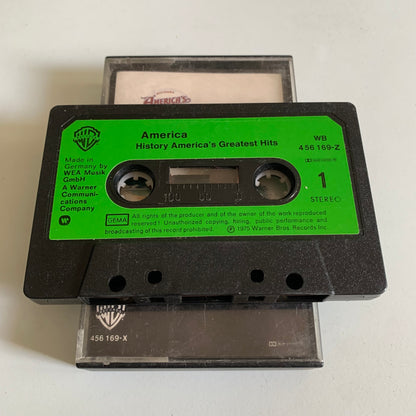 AMERICA'S
America
WB
History America's Greatest Hits
456.169-Z
Made in
Germany by
WEA Musik
GmbH
A Warner
Communi-
cations
Company
1
STEREO
100
GEMA
All rights of the producer and of the owner of the work reproduced
reserved! Unauthorized copying, hiring, public performance and
broadcasting of this record prohibited. ℗ 1975 Warner Bros. Records Inc.
456 169-X